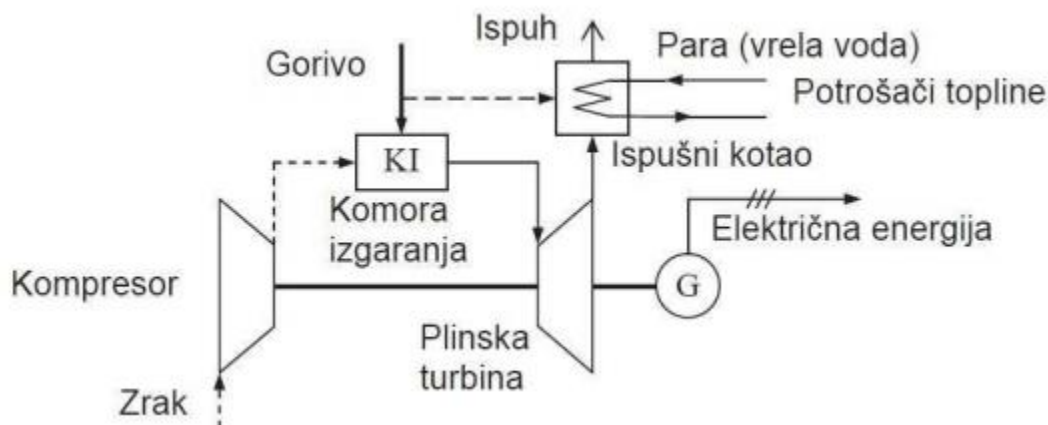 Ispuh
Para (vrela voda)
Gorivo
Potrošači topline
KI
Ispušni kotao
Komora
izgaranja
Električna energija
Kompresor
G
Plinska
turbina
Zrak